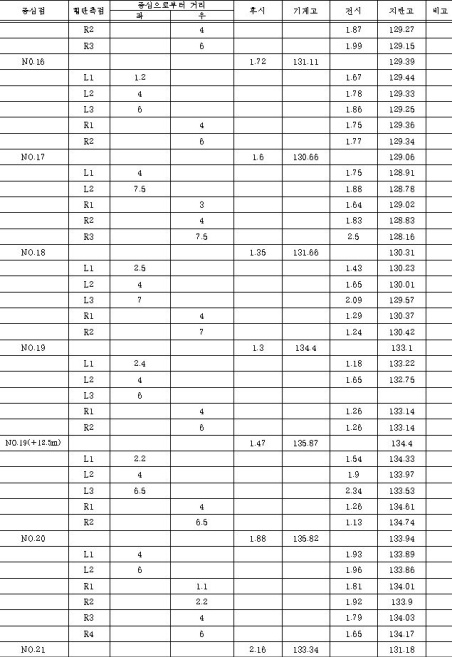 중심점 횡단측점 중심으로부터 거리 후시 기계고 전시 지반고 비고
좌 우
R2 4 1.87 129.27
R3 6 1.99 129.15
NO.16 1.72 131.11 129.39
L1 1.2 1.67 129.44
L2 4 1.78 129.33
L3 6 1.86 129.25
R1 4 1.75 129.36
R2 6 1.77 129.34
NO.17 1.6 130.66 129.06
L1 4 1.75 128.91
L2 7.5 1.88 128.78
R1 3 1.64 129.02
R2 4 1.83 128.83
R3 7.5 2.5 128.16
NO.18 1.35 131.66 130.31
L1 2.5 1.43 130.23
L2 4 1.65 130.01
L3 7 2.09 129.57
R1 4 1.29 130.37
R2 7 1.24 130.42
NO.19 1.3 134.4 133.1
L1 2.4 1.18 133.22
L2 4 1.65 132.75
L3 6
R1 4 1.26 133.14
R2 6 1.26 133.14
NO.19(+12.5m) 1.47 135.87 134.4
L1 2.2 1.54 134.33
L2 4 1.9 133.97
L3 6.5 2.34 133.53
R1 4 1.26 134.61
R2 6.5 1.13 134.74
NO.20 1.88 135.82 133.94
L1 4 1.93 133.89
L2 6 1.96 133.86
R1 1.1 1.81 134.01
R2 2.2 1.92 133.9
R3 4 1.79 134.03
R4 6 1.65 134.17
NO.21 2.16 133.34 131.18